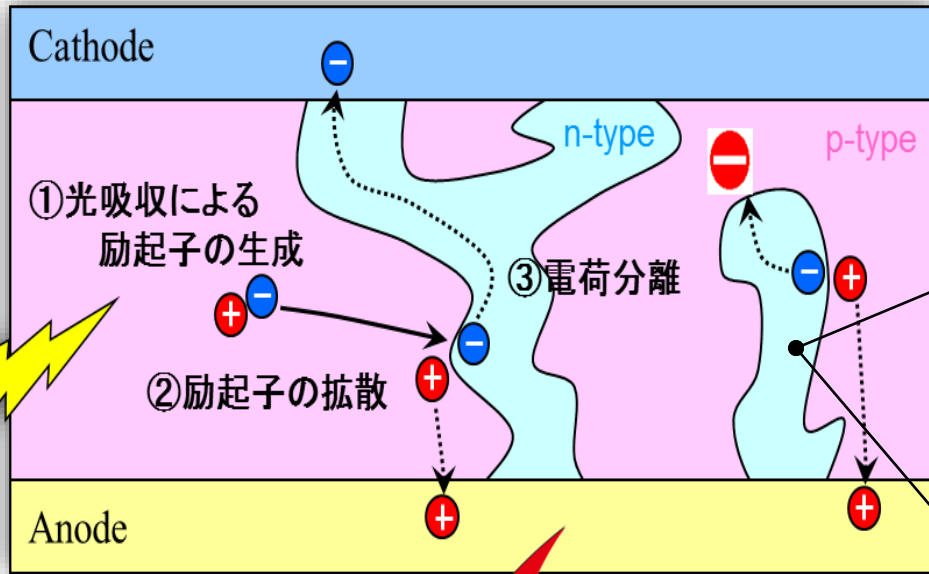 Cathode
−
n-type
p-type
①光吸収による
励起子の生成
−
+
③電荷分離
−
+
−
+
②励起子の拡散
+
+
Anode